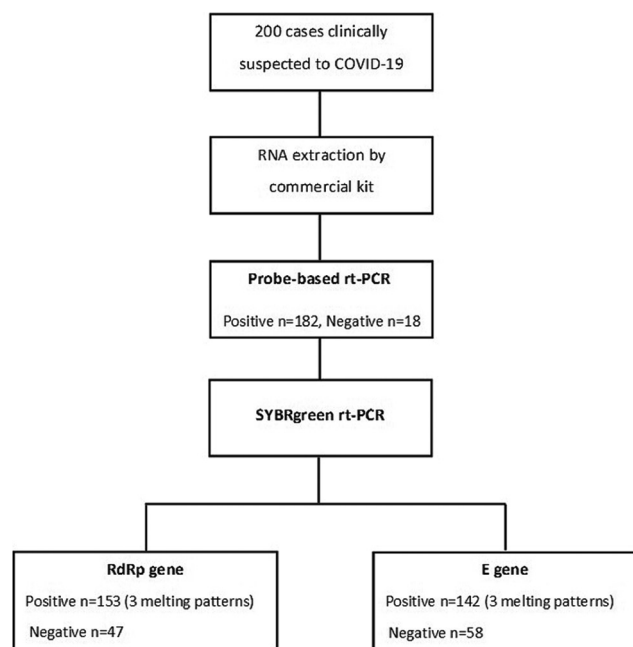 200 cases clinically
suspected to COVID-19
RNA extraction by
commercial kit
Probe-based rt-PCR
Positive n=182, Negative n=18
SYBRgreen rt-PCR
RdRp gene
Positive n=153 (3 melting patterns)
Negative n=47
E gene
Positive n=142 (3 melting patterns)
Negative n=58